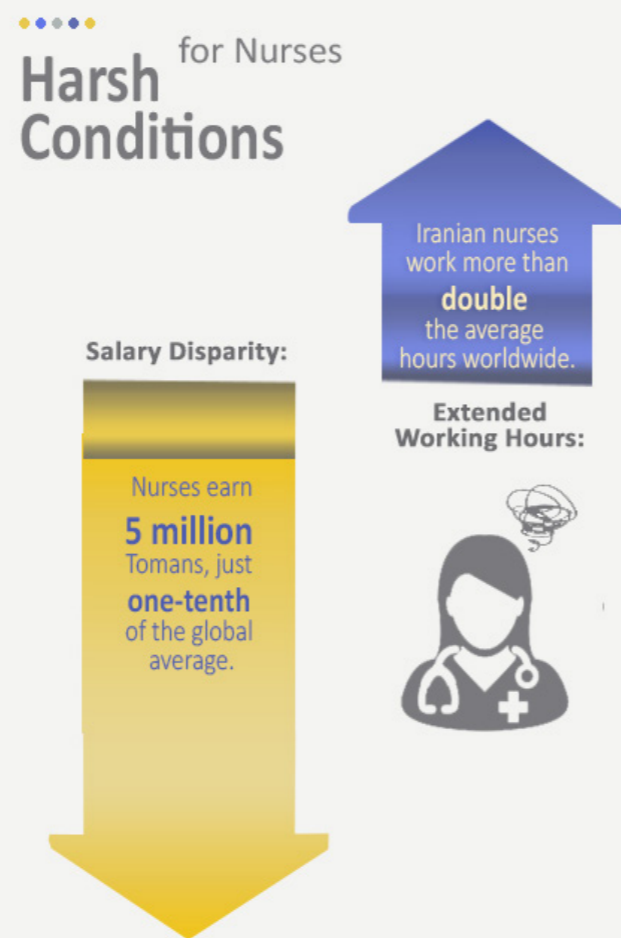 for Nurses
Harsh
Conditions
Iranian nurses
work more than
double
the average
hours worldwide.
Extended
Working Hours:
Salary Disparity:
Nurses earn
5 million
Tomans, just
one-tenth
of the global
average.